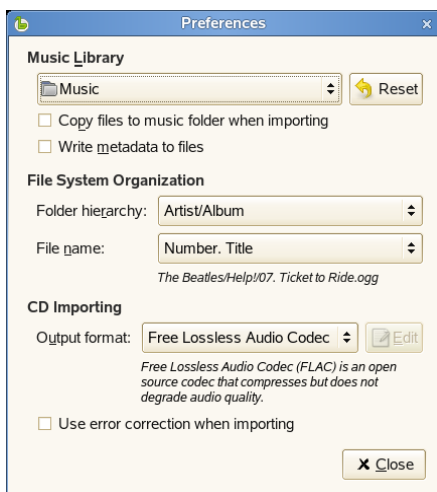 Preferences
Music Library
Music
Reset
Copy files to music folder when importing
Write metadata to files
File System Organization
Folder hierarchy: Artist/Album
File name: Number. Title
The Beatles/Help!/07. Ticket to Ride.ogg
CD Importing
Output format: Free Lossless Audio Codec Edit
Free Lossless Audio Codec (FLAC) is an open
source codec that compresses but does not
degrade audio quality.
Use error correction when importing
Close